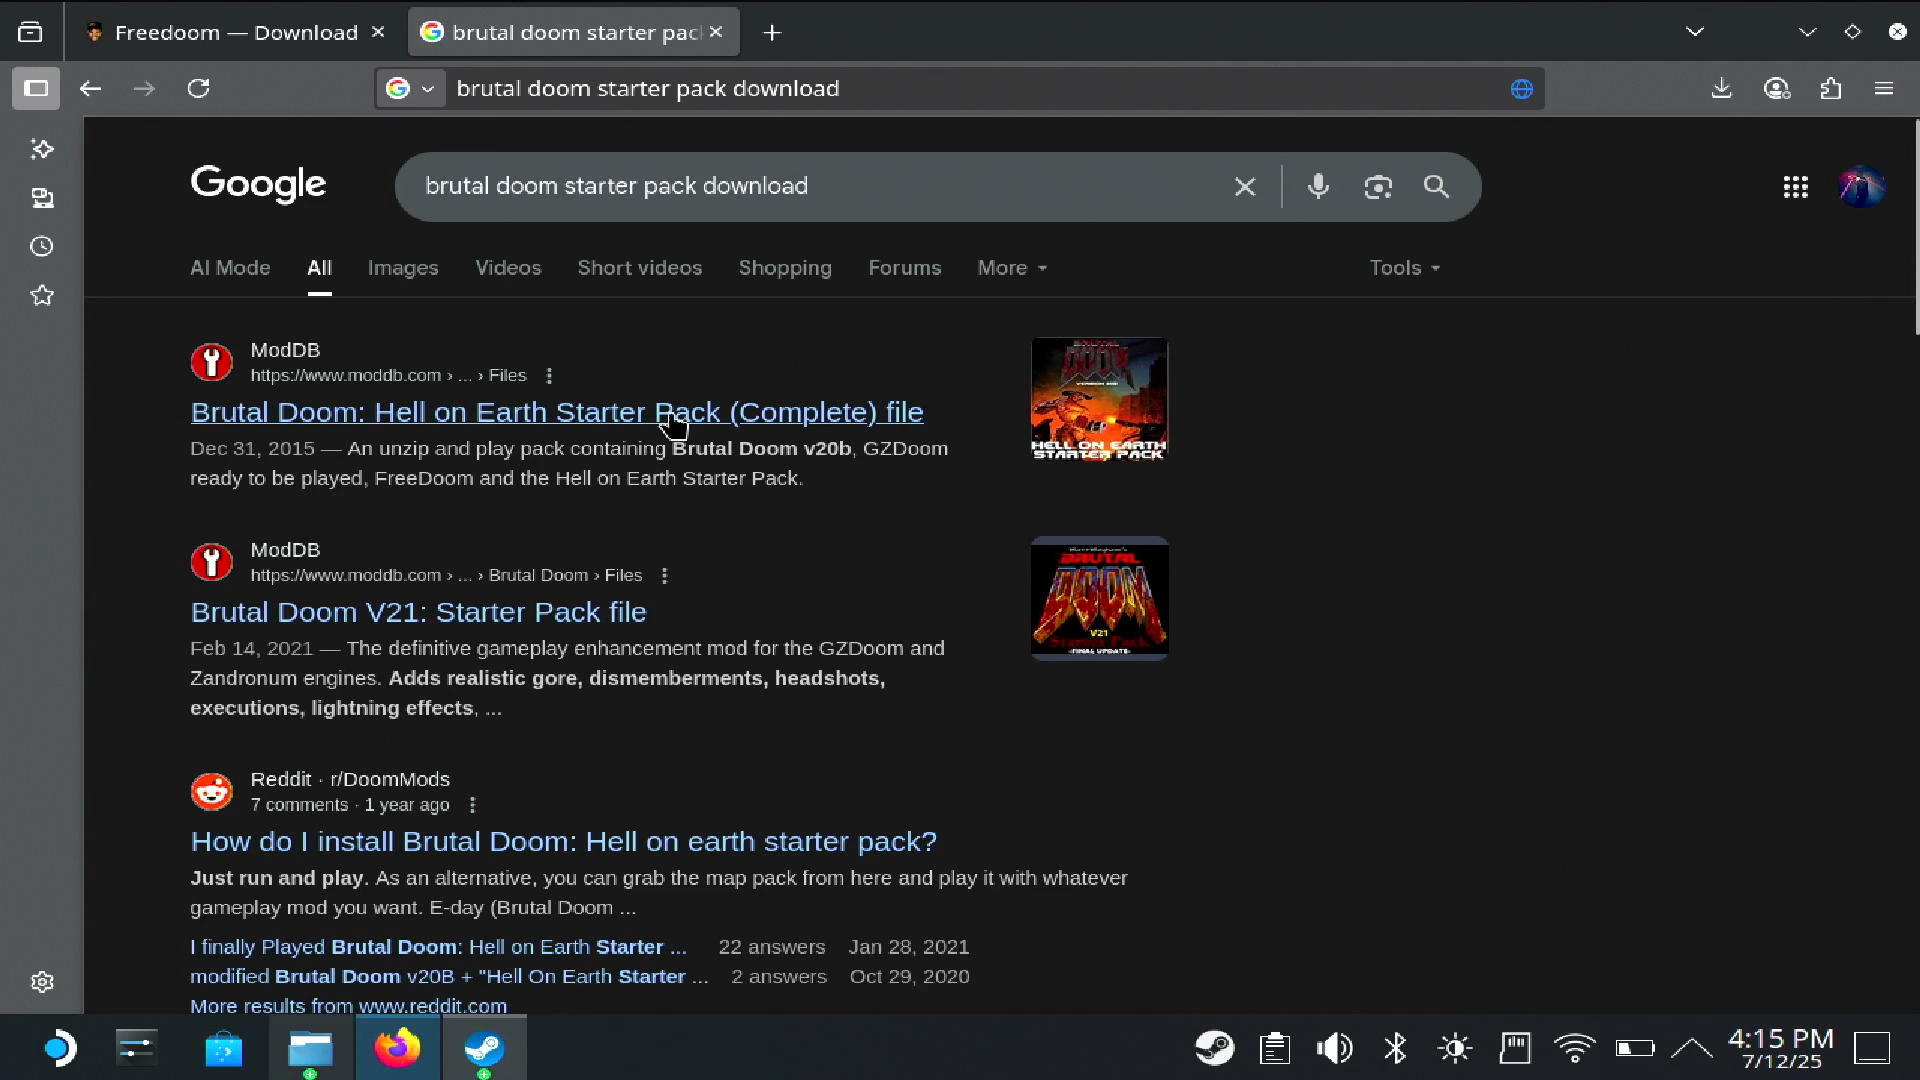 Freedoom — Download
brutal doom starter pac
brutal doom starter pack download
Google
brutal doom starter pack download
AI Mode
All
Images
Videos
Short videos
Shopping
Forums
More
Tools
ModDB
https://www.moddb.com › ... › Files
Brutal Doom: Hell on Earth Starter Pack (Complete) file
Dec 31, 2015 — An unzip and play pack containing Brutal Doom v20b, GZDoom
ready to be played, FreeDoom and the Hell on Earth Starter Pack.
BRUTAL
DOOM
HELL ON EARTH
STARTER PACK
ModDB
https://www.moddb.com › ... › Brutal Doom › Files
Brutal Doom V21: Starter Pack file
Feb 14, 2021 — The definitive gameplay enhancement mod for the GZDoom and
Zandronum engines. Adds realistic gore, dismemberments, headshots,
executions, lightning effects, ...
BRUTAL
DOOM
V21
Starter Pack
-FINAL UPDATE-
Reddit · r/DoomMods
7 comments · 1 year ago
How do I install Brutal Doom: Hell on earth starter pack?
Just run and play. As an alternative, you can grab the map pack from here and play it with whatever
gameplay mod you want. E-day (Brutal Doom ...
I finally Played Brutal Doom: Hell on Earth Starter ... 22 answers Jan 28, 2021
modified Brutal Doom v20B + "Hell On Earth Starter ... 2 answers Oct 29, 2020
More results from www.reddit.com
4:15 PM
7/12/25